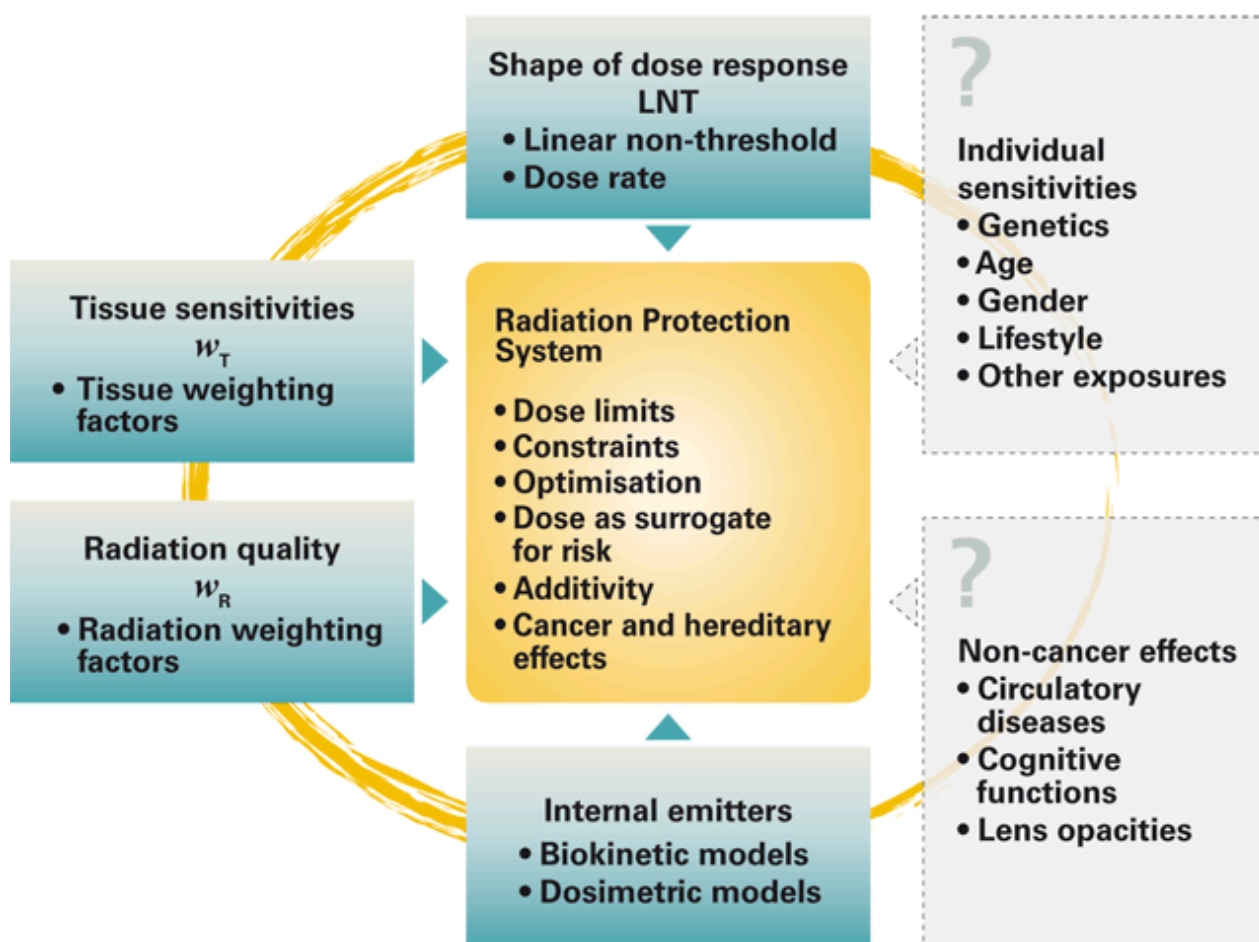 Shape of dose response
LNT
• Linear non-threshold
• Dose rate
?
Individual
sensitivities
• Genetics
• Age
• Gender
• Lifestyle
• Other exposures
Tissue sensitivities
wT
• Tissue weighting
factors
Radiation Protection
System
• Dose limits
• Constraints
• Optimisation
• Dose as surrogate
for risk
• Additivity
• Cancer and hereditary
effects
Radiation quality
wR
• Radiation weighting
factors
?
Non-cancer effects
• Circulatory
diseases
• Cognitive
functions
• Lens opacities
Internal emitters
• Biokinetic models
• Dosimetric models